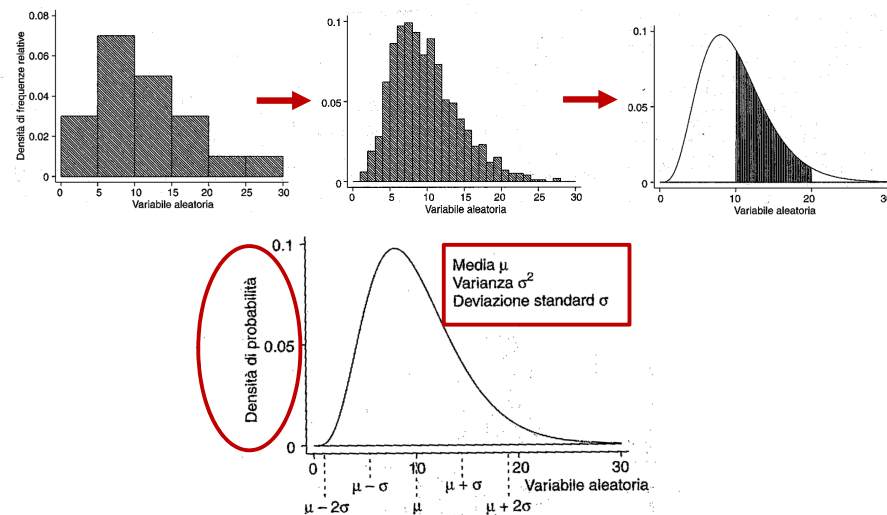 Densità di frequenze relative
0.08
0.06
0.04
0.02
0
0 5 10 15 20 25 30
Variabile aleatoria
0.1
0.05
0
0 5 10 15 20 25 30
Variabile aleatoria
0.1
0.05
0
0 10 20 30
Variabile aleatoria
Densità di probabilità
0.1
0.05
0
Media μ
Varianza σ²
Deviazione standard σ
0 10 20 30
μ – σ μ + σ Variabile aleatoria
μ – 2σ μ μ + 2σ